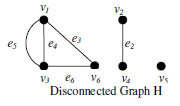 v1 v2
e5 e4 e3 e2
v3 e6 v6 v4 v5
Disconnected Graph H